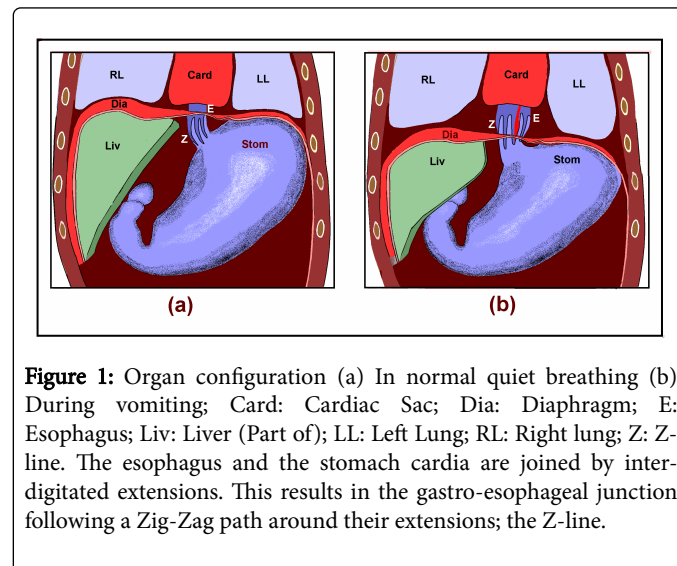 RL
Card
LL
Dia
E
Z
Liv
Stom
(a)
RL
Card
LL
Z
E
Dia
Liv
Stom
(b)
Figure 1: Organ configuration (a) In normal quiet breathing (b)
During vomiting; Card: Cardiac Sac; Dia: Diaphragm; E:
Esophagus; Liv: Liver (Part of); LL: Left Lung; RL: Right lung; Z: Z-
line. The esophagus and the stomach cardia are joined by inter-
digitated extensions. This results in the gastro-esophageal junction
following a Zig-Zag path around their extensions; the Z-line.